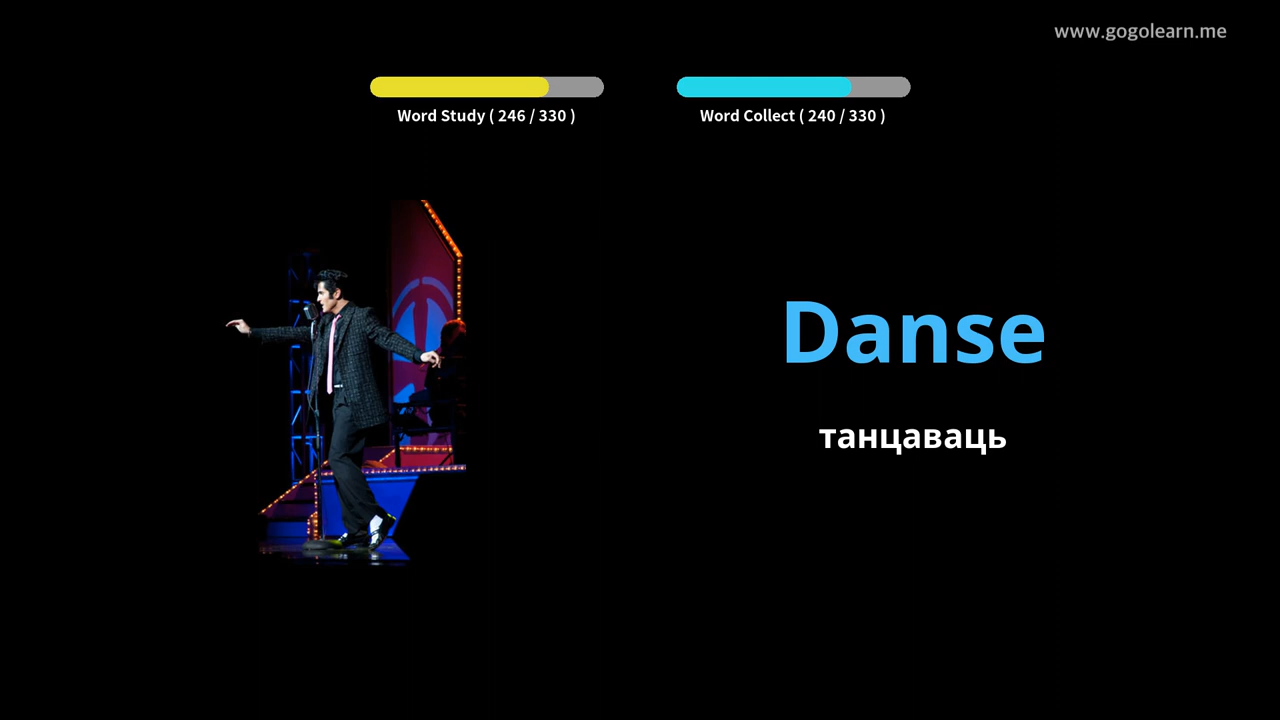 www.gogolearn.me
Word Study ( 246 / 330 )
Word Collect ( 240 / 330 )
Danse
танцаваць